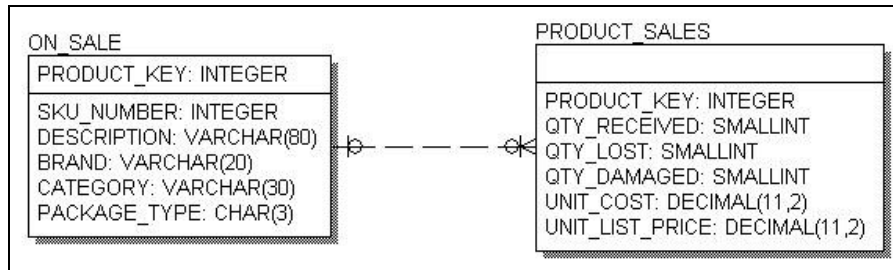 ON_SALE
PRODUCT_KEY: INTEGER
SKU_NUMBER: INTEGER
DESCRIPTION: VARCHAR(80)
BRAND: VARCHAR(20)
CATEGORY: VARCHAR(30)
PACKAGE_TYPE: CHAR(3)
PRODUCT_SALES
PRODUCT_KEY: INTEGER
QTY_RECEIVED: SMALLINT
QTY_LOST: SMALLINT
QTY_DAMAGED: SMALLINT
UNIT_COST: DECIMAL(11,2)
UNIT_LIST_PRICE: DECIMAL(11,2)